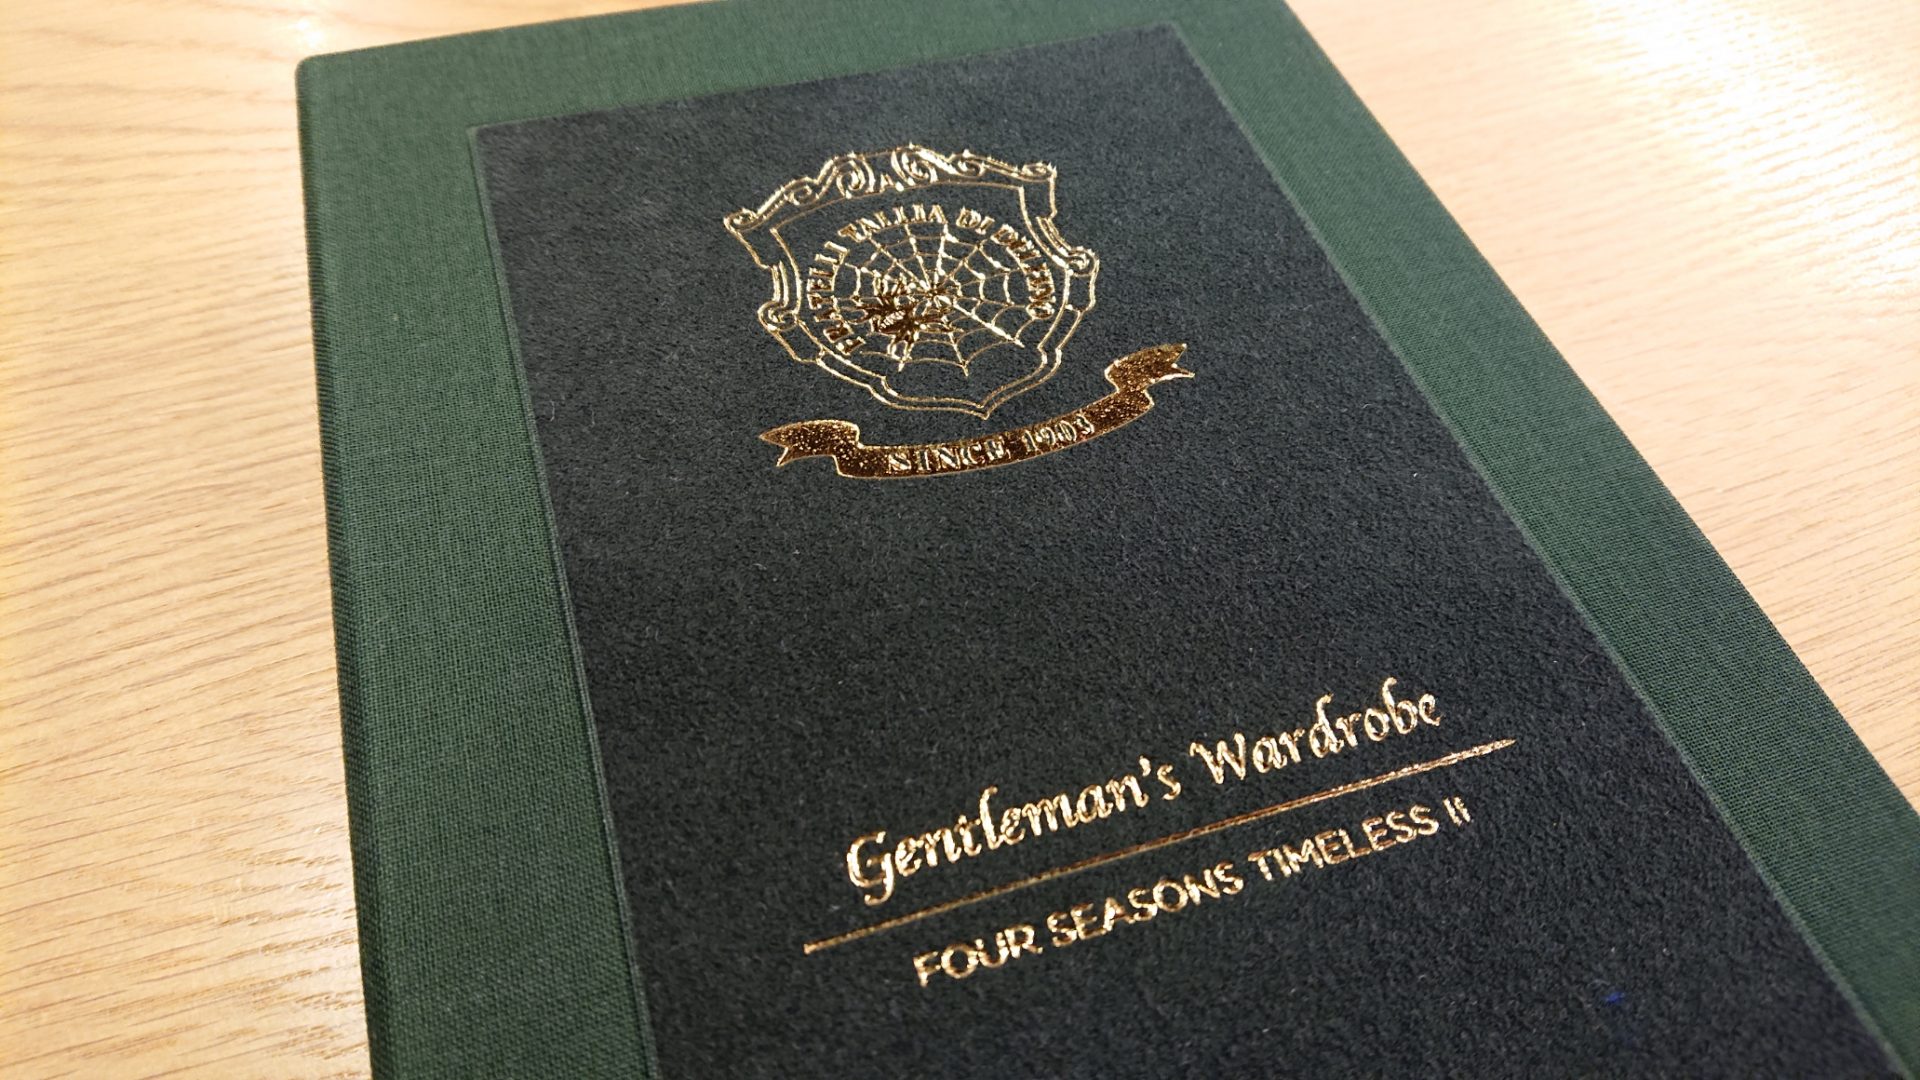 FRATELLI TALLIA DI DELFINO
SINCE 1903
Gentleman's Wardrobe
FOUR SEASONS TIMELESS II